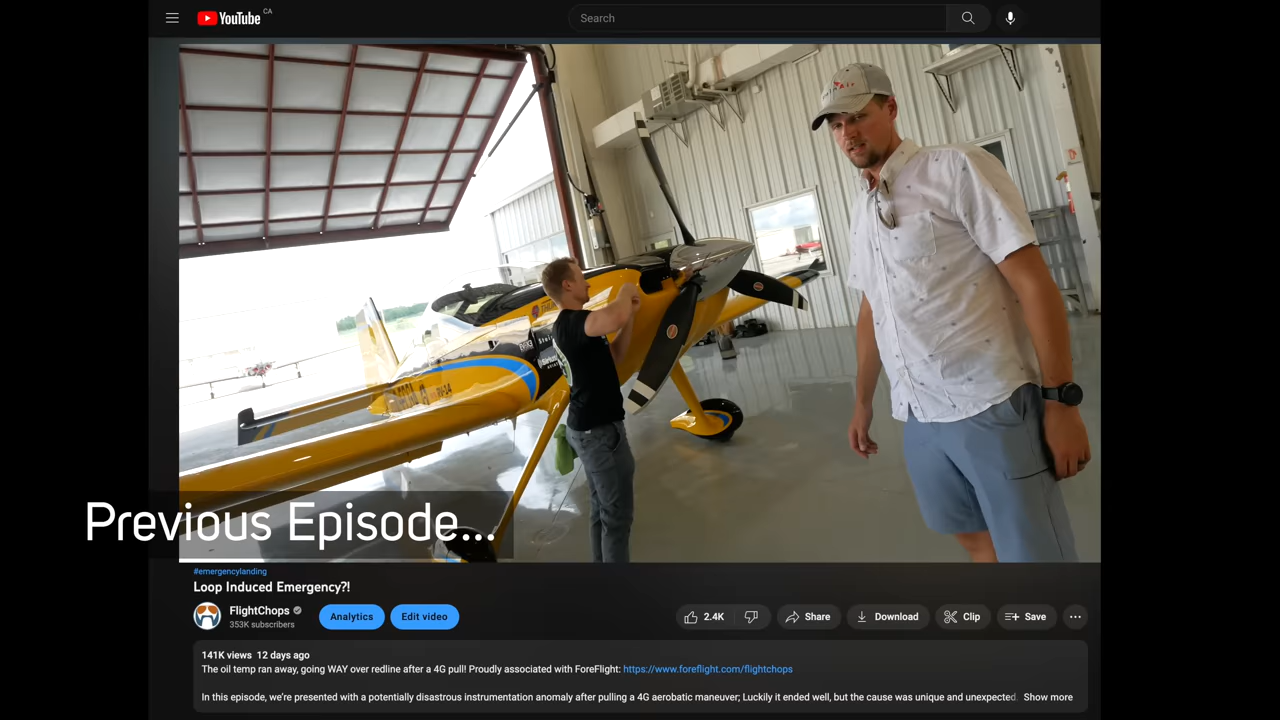 YouTube CA
Search
Previous Episode...
#emergencylanding
Loop Induced Emergency?!
FlightChops
353K subscribers
Analytics
Edit video
2.4K
Share
Download
Clip
Save
141K views 12 days ago
The oil temp ran away, going WAY over redline after a 4G pull! Proudly associated with ForeFlight: https://www.foreflight.com/flightchops
In this episode, we're presented with a potentially disastrous instrumentation anomaly after pulling a 4G aerobatic maneuver; Luckily it ended well, but the cause was unique and unexpected. Show more